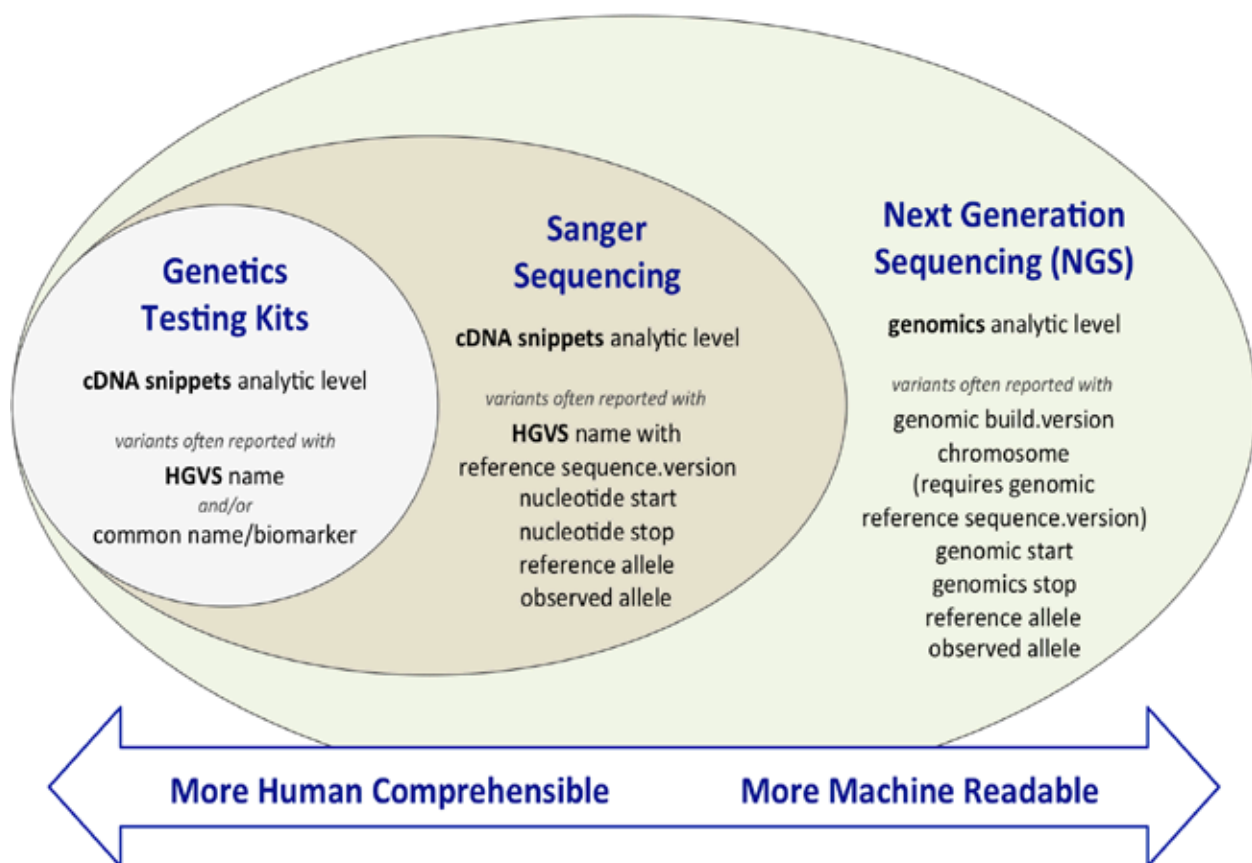 Genetics
Testing Kits
cDNA snippets analytic level
variants often reported with
HGVS name
and/or
common name/biomarker
Sanger
Sequencing
cDNA snippets analytic level
variants often reported with
HGVS name with
reference sequence.version
nucleotide start
nucleotide stop
reference allele
observed allele
Next Generation
Sequencing (NGS)
genomics analytic level
variants often reported with
genomic build.version
chromosome
(requires genomic
reference sequence.version)
genomic start
genomics stop
reference allele
observed allele
More Human Comprehensible
More Machine Readable